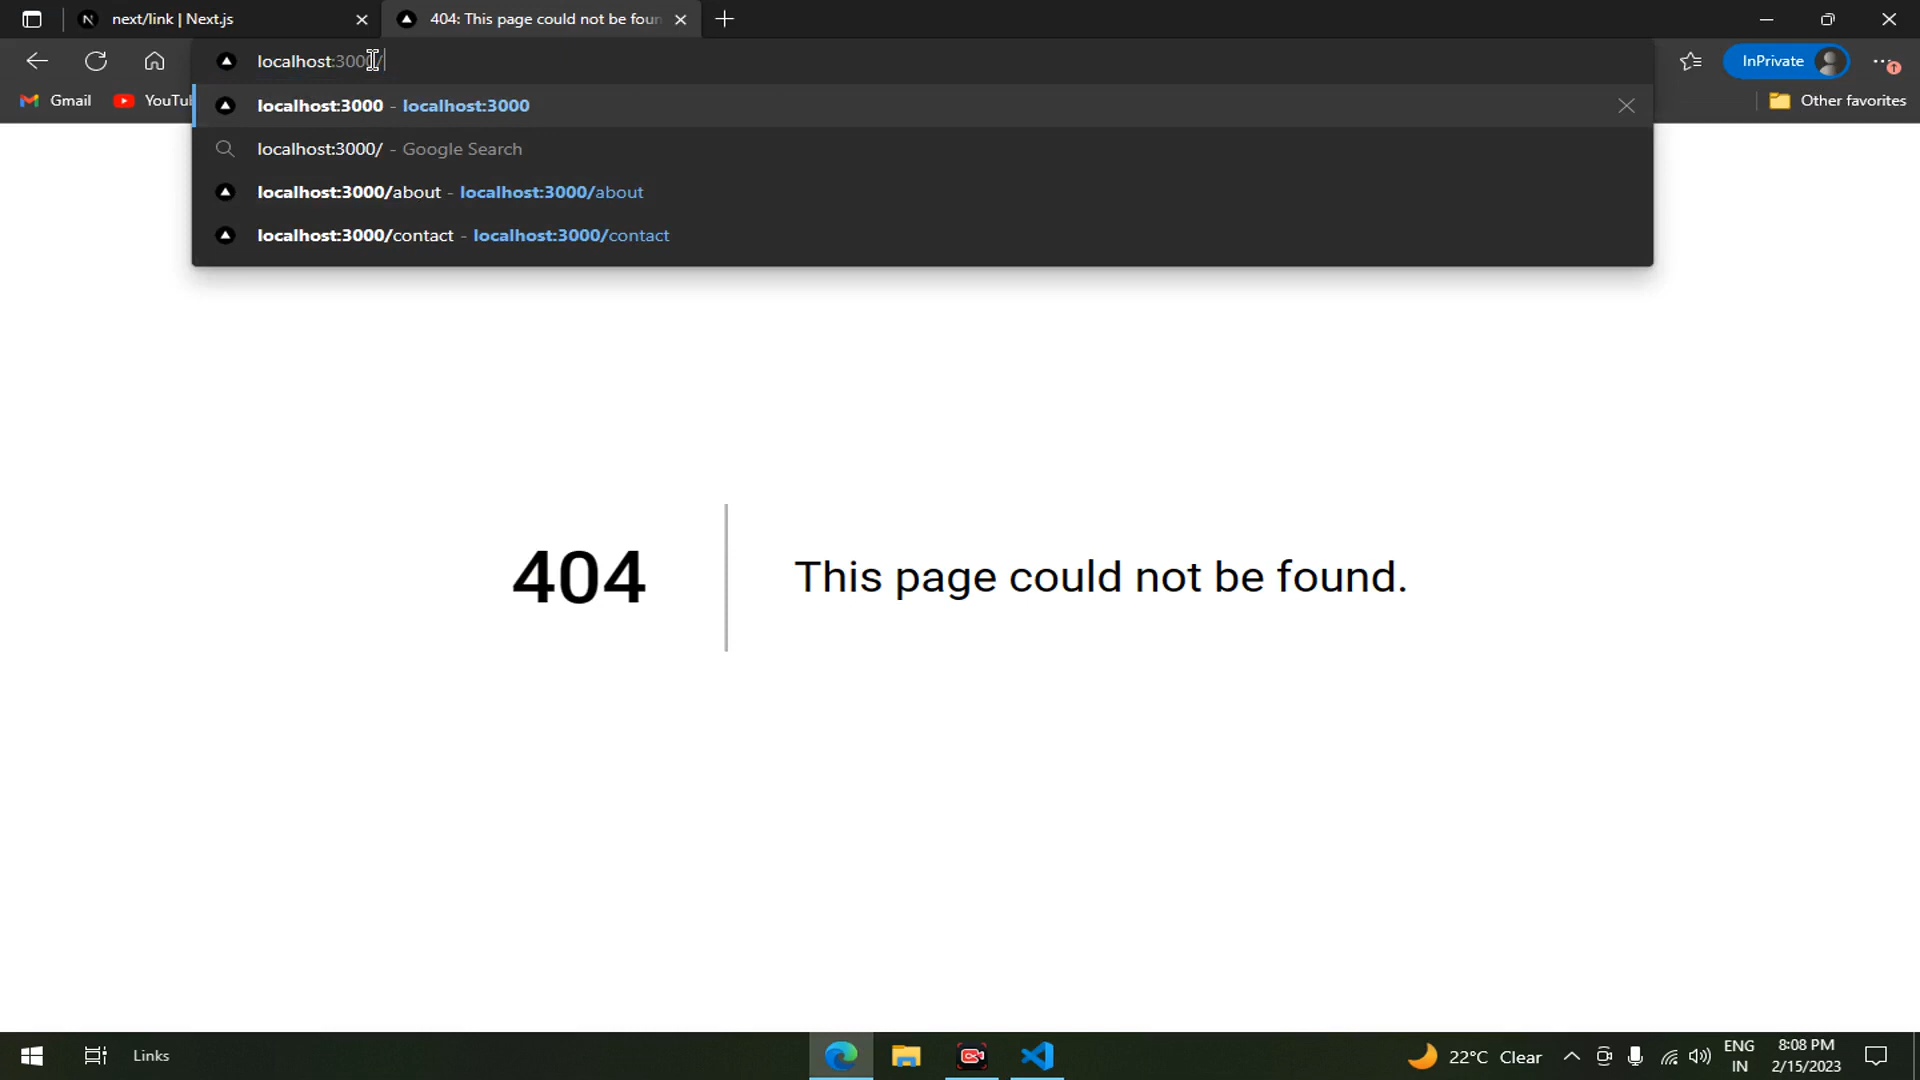 next/link | Next.js
404: This page could not be foun
localhost:3000/
InPrivate
Gmail
YouTu
localhost:3000 - localhost:3000
Other favorites
localhost:3000/ - Google Search
localhost:3000/about - localhost:3000/about
localhost:3000/contact - localhost:3000/contact
404
This page could not be found.
Links
22°C Clear
ENG
IN
8:08 PM
2/15/2023